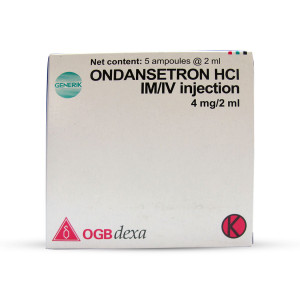 Net content: 5 ampoules @ 2 ml
ONDANSETRON HCl
IM/IV injection
4 mg/2 ml
GENERIK
OGBdexa
K